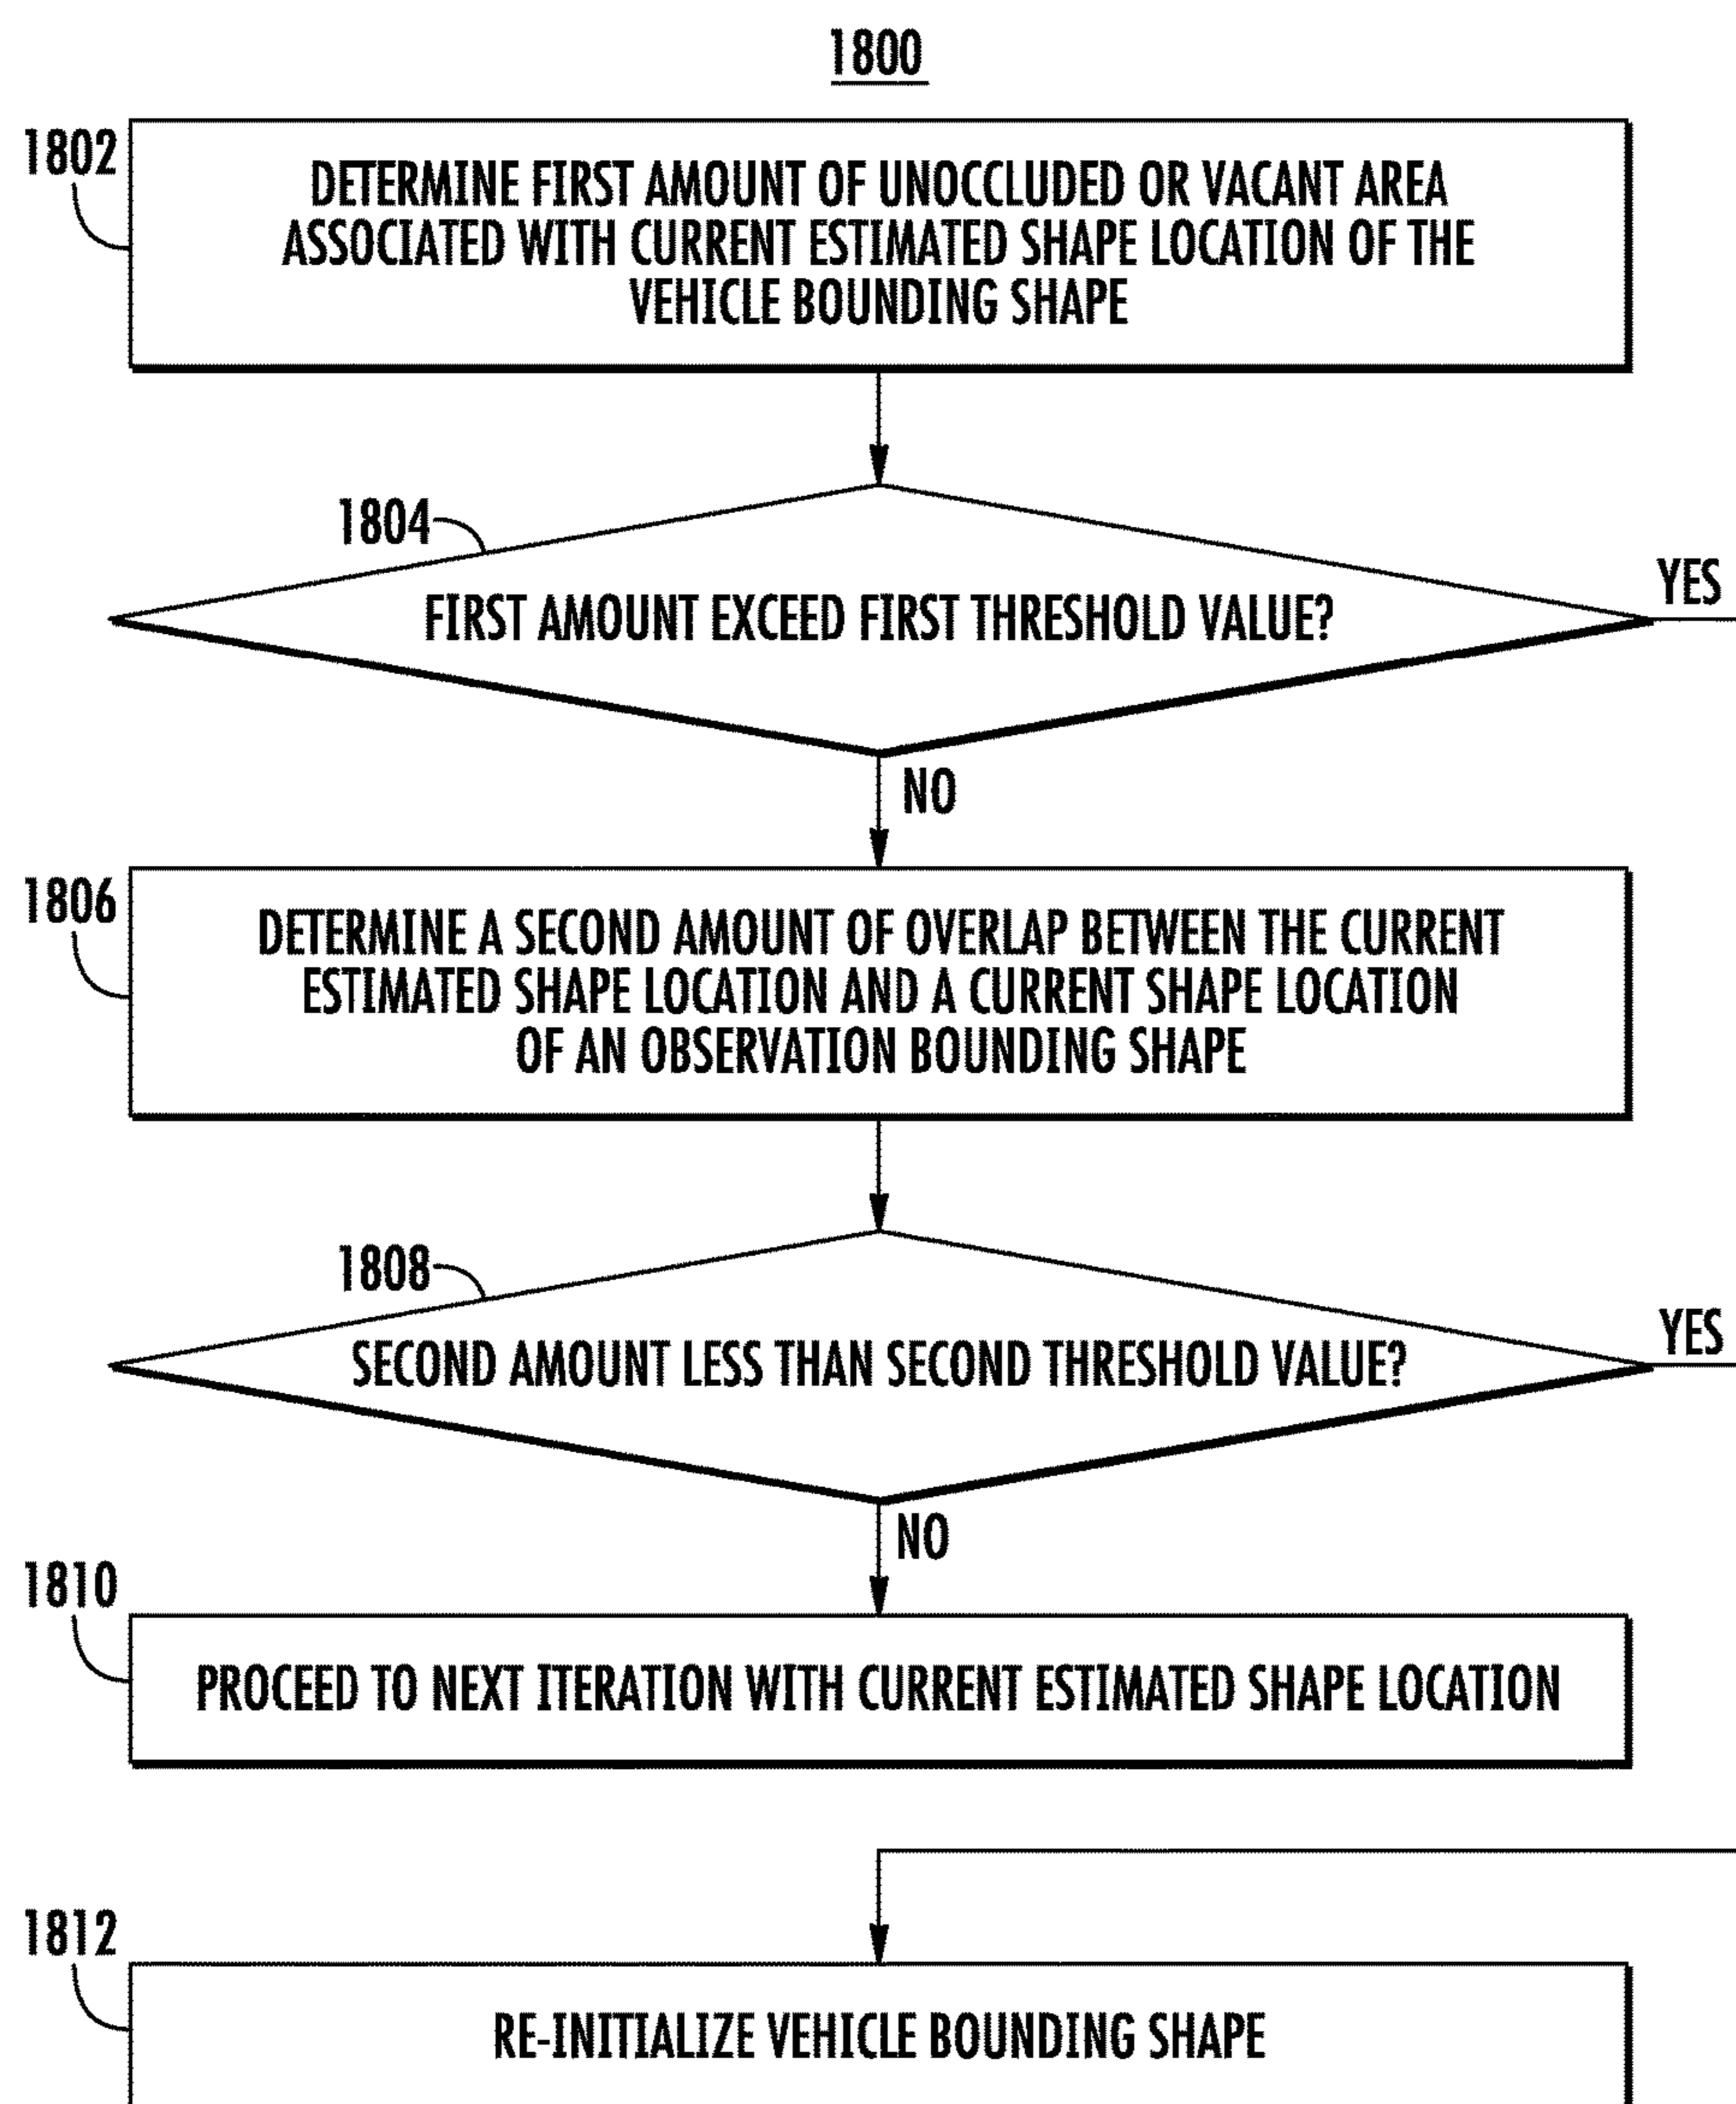 1800
1802
DETERMINE FIRST AMOUNT OF UNOCCLUDED OR VACANT AREA
ASSOCIATED WITH CURRENT ESTIMATED SHAPE LOCATION OF THE
VEHICLE BOUNDING SHAPE
1804
FIRST AMOUNT EXCEED FIRST THRESHOLD VALUE?
YES
NO
1806
DETERMINE A SECOND AMOUNT OF OVERLAP BETWEEN THE CURRENT
ESTIMATED SHAPE LOCATION AND A CURRENT SHAPE LOCATION
OF AN OBSERVATION BOUNDING SHAPE
1808
SECOND AMOUNT LESS THAN SECOND THRESHOLD VALUE?
YES
NO
1810
PROCEED TO NEXT ITERATION WITH CURRENT ESTIMATED SHAPE LOCATION
1812
RE-INITIALIZE VEHICLE BOUNDING SHAPE